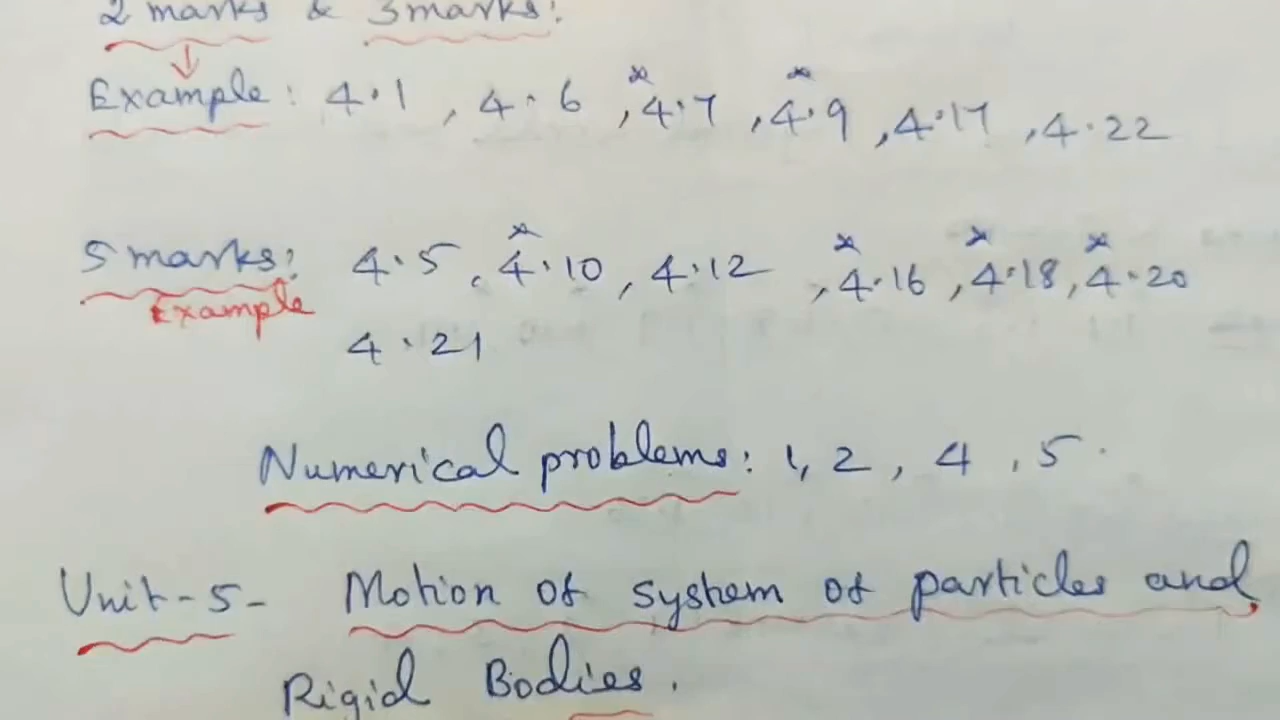 2 marks & 3 marks:
Example: 4.1, 4.6, 4.7, 4.9, 4.17, 4.22
5 marks: 4.5, 4.10, 4.12, 4.16, 4.18, 4.20
Example
4.21
Numerical problems: 1, 2, 4, 5.
Unit-5- Motion of system of particles and
Rigid Bodies.